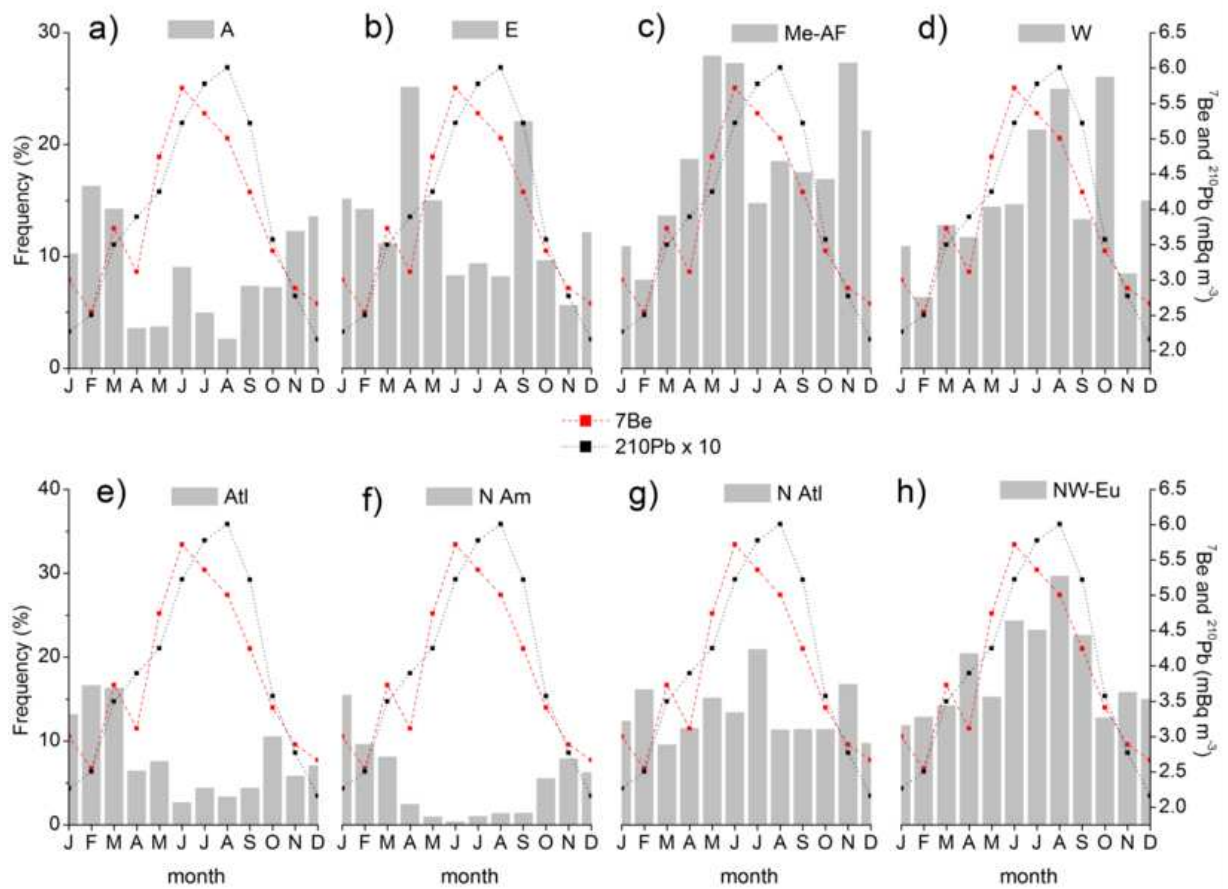 a) A
b) E
c) Me-AF
d) W
30
20
10
0
Frequency (%)
6.5
6.0
5.5
5.0
4.5
4.0
3.5
3.0
2.5
2.0
⁷Be and ²¹⁰Pb (mBq m⁻³)
J F M A M J J A S O N D
J F M A M J J A S O N D
J F M A M J J A S O N D
J F M A M J J A S O N D
7Be
210Pb x 10
e) Atl
f) N Am
g) N Atl
h) NW-Eu
40
30
20
10
0
Frequency (%)
6.5
6.0
5.5
5.0
4.5
4.0
3.5
3.0
2.5
2.0
⁷Be and ²¹⁰Pb (mBq m⁻³)
J F M A M J J A S O N D
J F M A M J J A S O N D
J F M A M J J A S O N D
J F M A M J J A S O N D
month
month
month
month